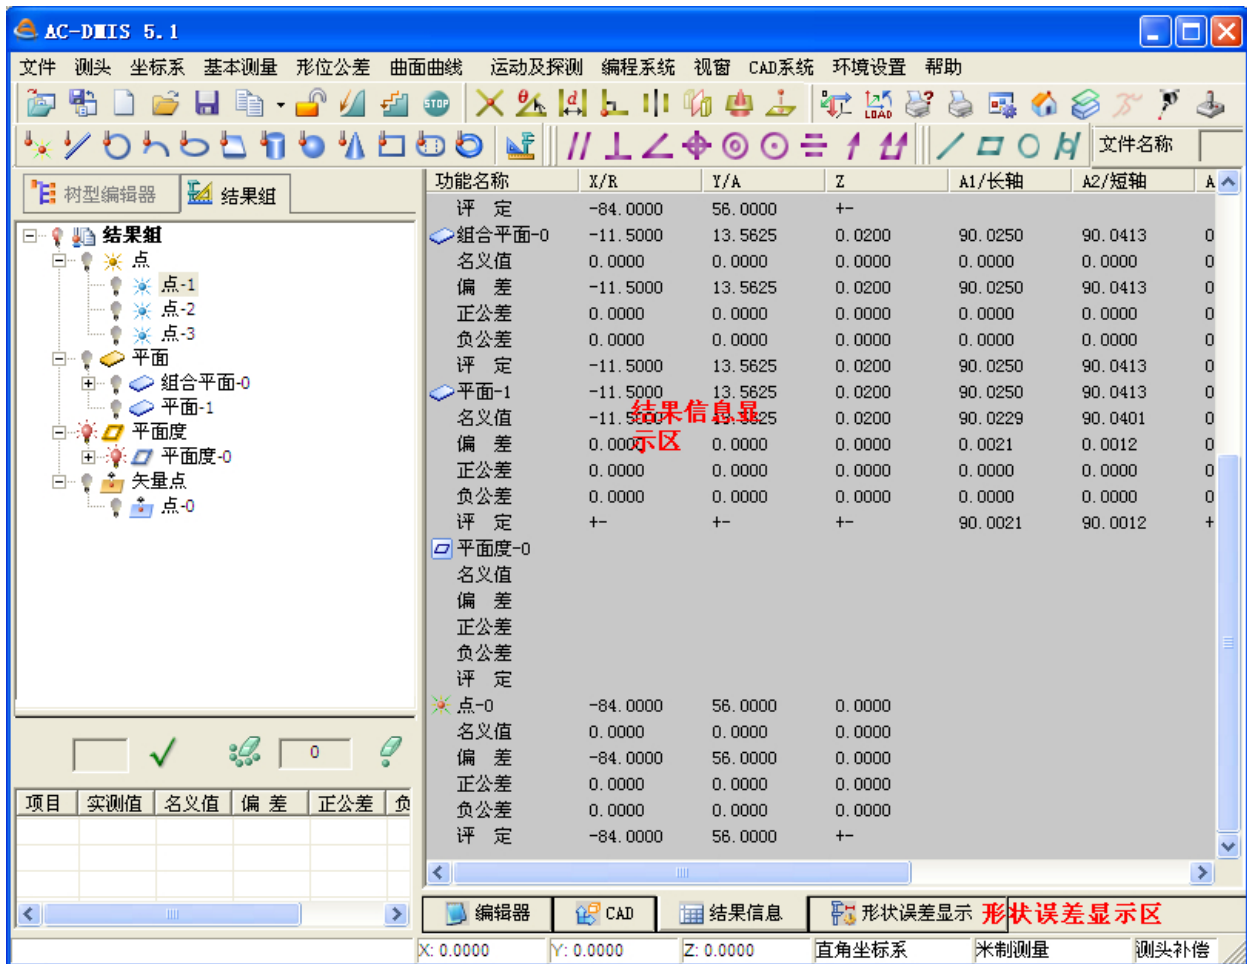 AC-DMIS 5.1
文件 测头 坐标系 基本测量 形位公差 曲面曲线 运动及探测 编程系统 视窗 CAD系统 环境设置 帮助
STOP
LOAD
文件名称
树型编辑器 结果组
功能名称 X/R Y/A Z A1/长轴 A2/短轴 A
评 定 -84.0000 56.0000 +-
组合平面-0 -11.5000 13.5625 0.0200 90.0250 90.0413 0
名义值 0.0000 0.0000 0.0000 0.0000 0.0000 0
偏 差 -11.5000 13.5625 0.0200 90.0250 90.0413 0
正公差 0.0000 0.0000 0.0000 0.0000 0.0000 0
负公差 0.0000 0.0000 0.0000 0.0000 0.0000 0
评 定 -11.5000 13.5625 0.0200 90.0250 90.0413 0
平面-1 -11.5000 13.5625 0.0200 90.0250 90.0413 0
名义值 -11.5000 13.5625 0.0200 90.0229 90.0401 0
偏 差 0.0000 0.0000 0.0000 0.0021 0.0012 0
正公差 0.0000 0.0000 0.0000 0.0000 0.0000 0
负公差 0.0000 0.0000 0.0000 0.0000 0.0000 0
评 定 +- +- +- 90.0021 90.0012 +
平面度-0
名义值
偏 差
正公差
负公差
评 定
点-0 -84.0000 56.0000 0.0000
名义值 0.0000 0.0000 0.0000
偏 差 -84.0000 56.0000 0.0000
正公差 0.0000 0.0000 0.0000
负公差 0.0000 0.0000 0.0000
评 定 -84.0000 56.0000 +-
结果信息显
示区
结果组
点
点-1
点-2
点-3
平面
组合平面-0
平面-1
平面度
平面度-0
矢量点
点-0
0
项目 实测值 名义值 偏 差 正公差 负
编辑器 CAD 结果信息 形状误差显示 形状误差显示区
X: 0.0000 Y: 0.0000 Z: 0.0000 直角坐标系 米制测量 测头补偿